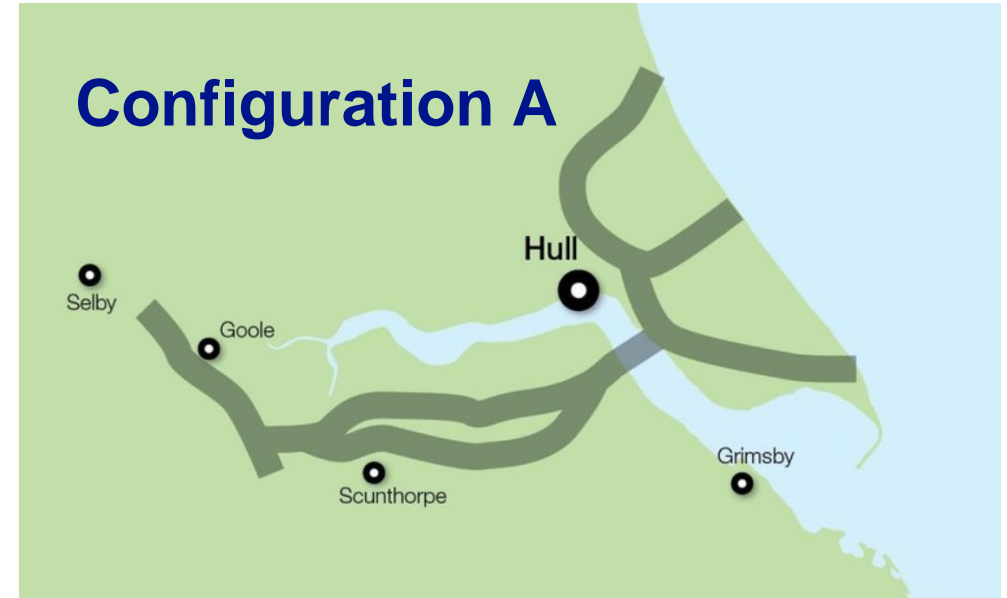 Configuration A
Hull
Selby
Goole
Grimsby
Scunthorpe